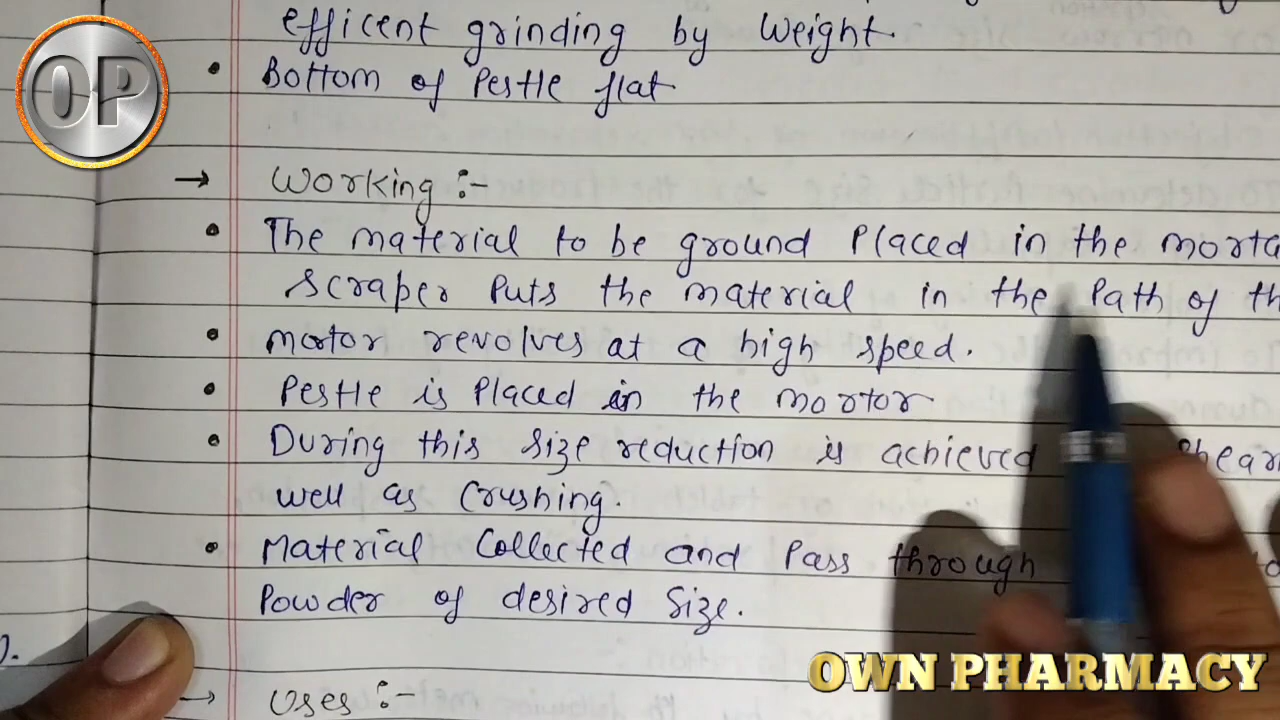 OP
efficent grinding by weight.
• Bottom of Pestle flat
→ Working :-
• The material to be ground Placed in the morta
scraper Puts the material in the Path of th
• mortor revolves at a high speed.
• Pestle is Placed in the mortor
• During this size reduction is achieved shear
well as Crushing.
• Material Collected and Pass through
Powder of desired Size.
→ Uses :-
OWN PHARMACY